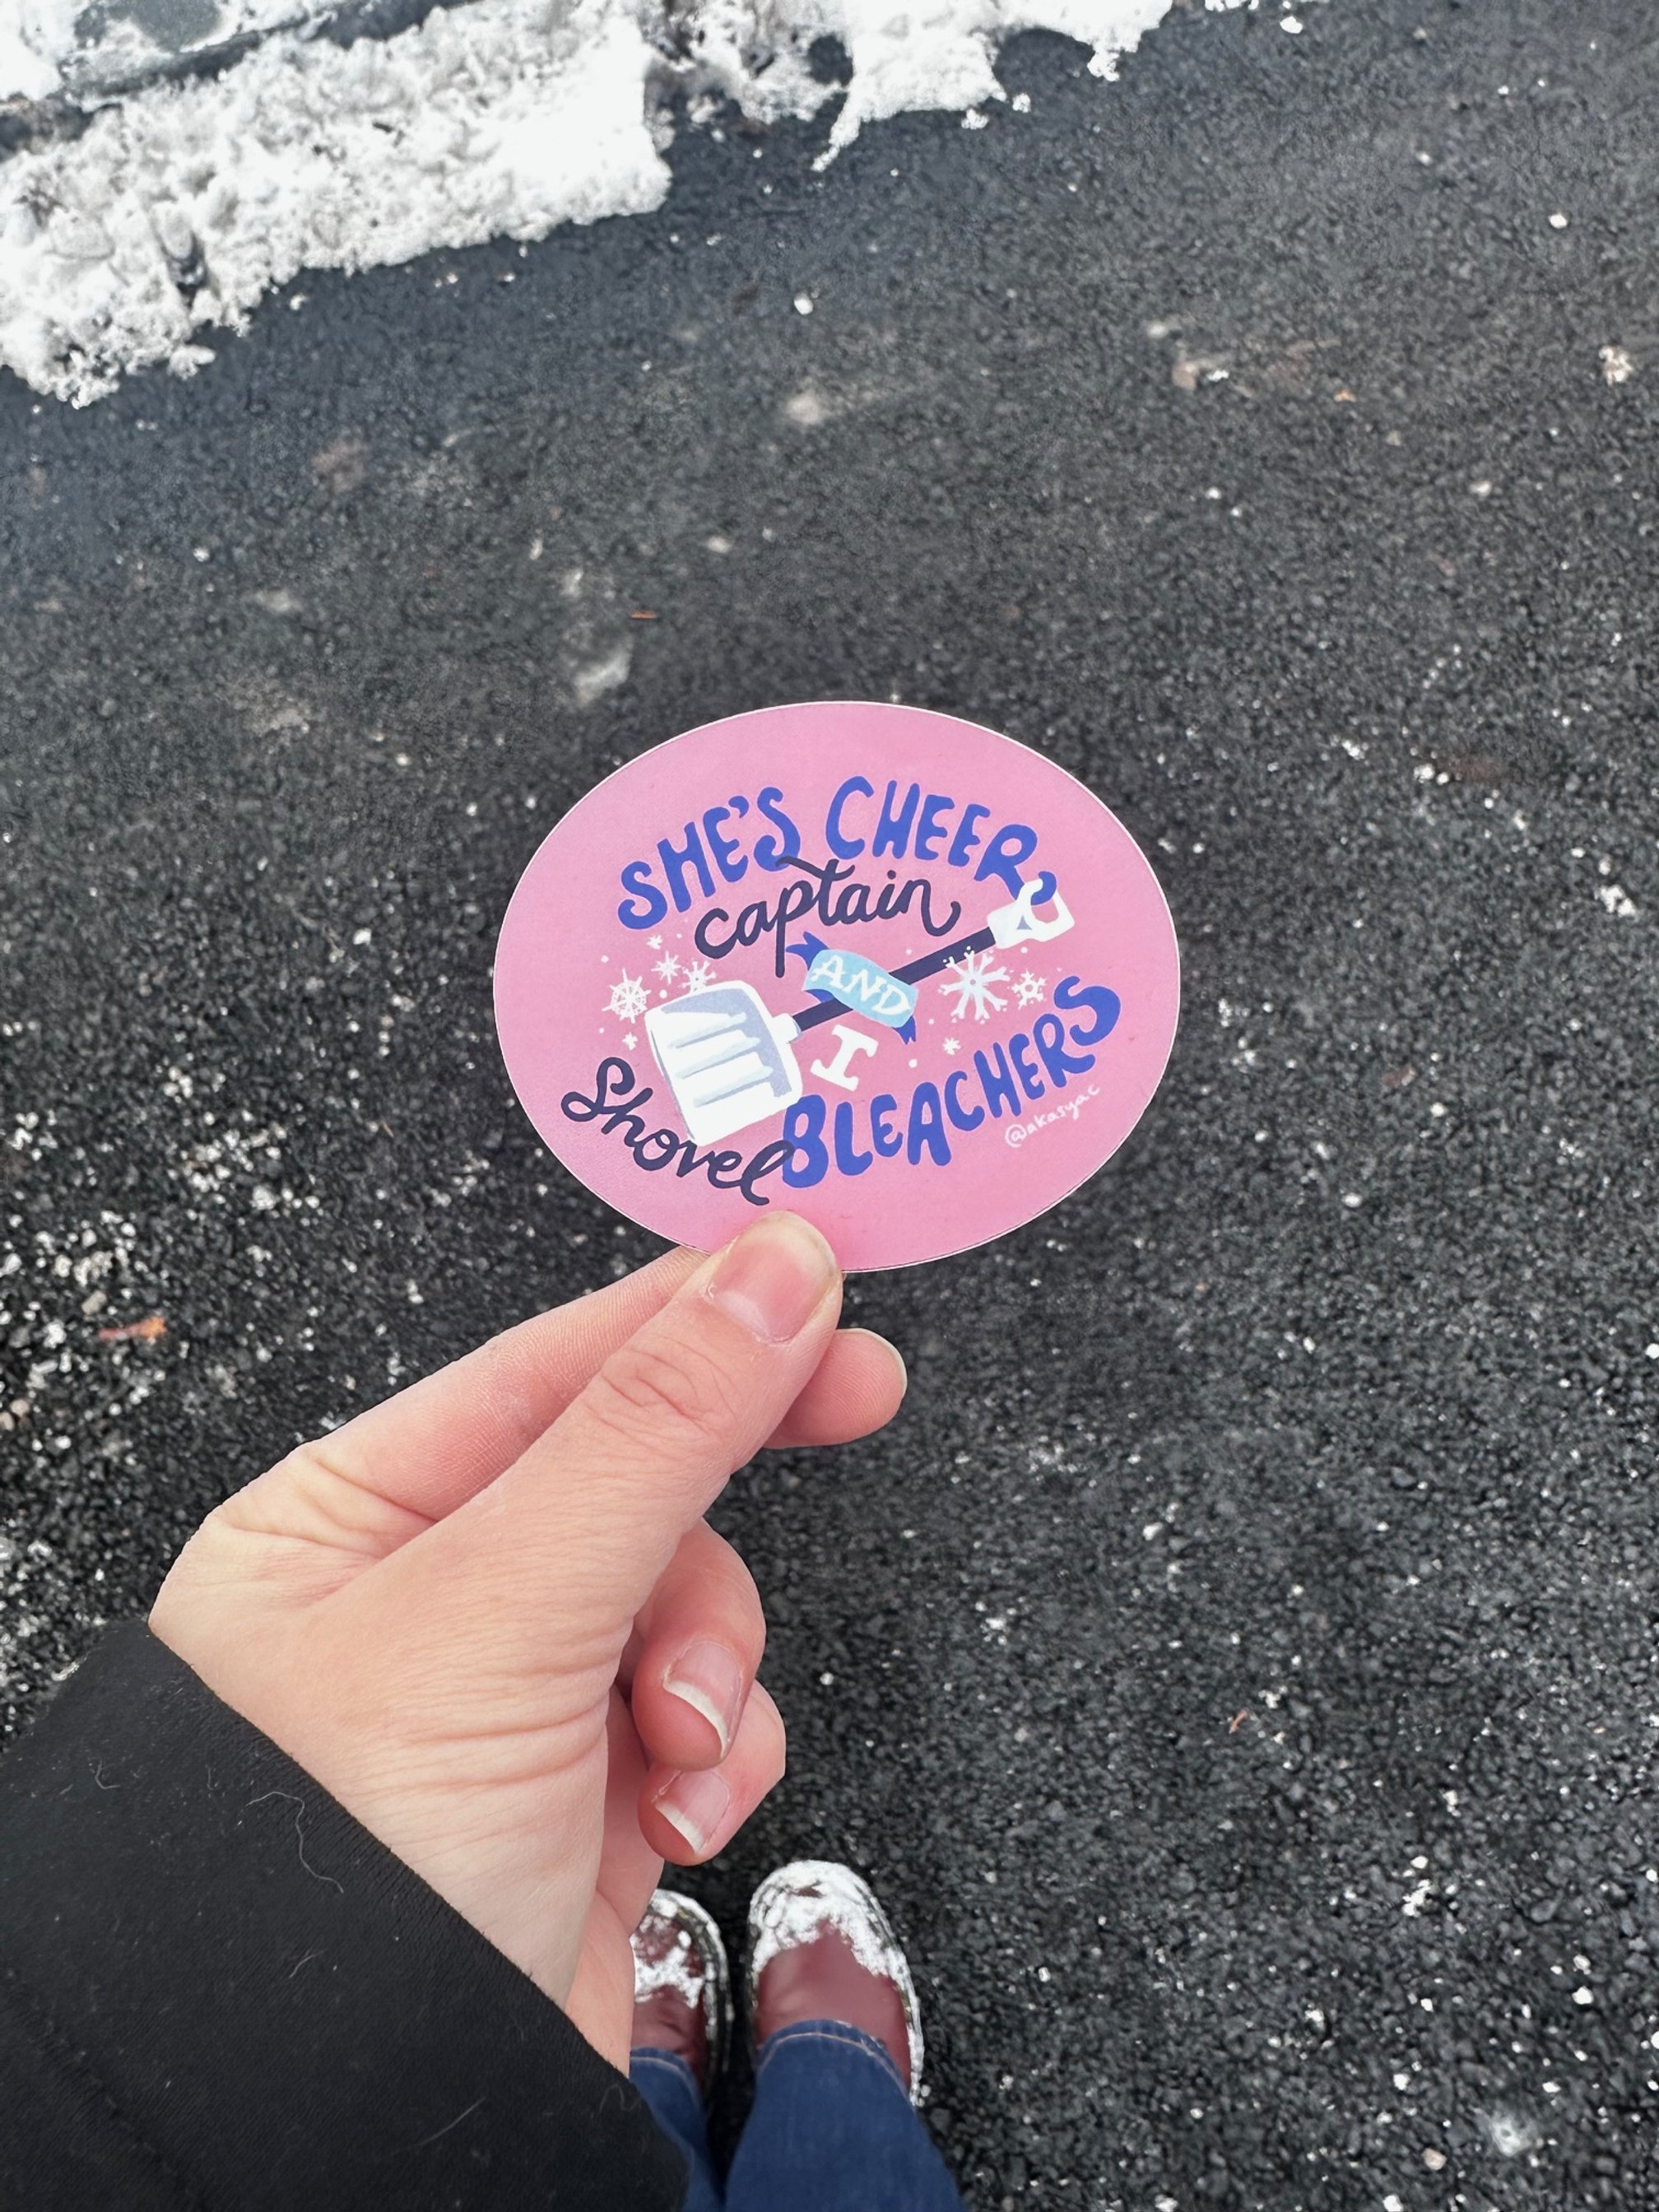 SHE'S CHEER
captain
AND
I
Shovel BLEACHERS
@akasyac